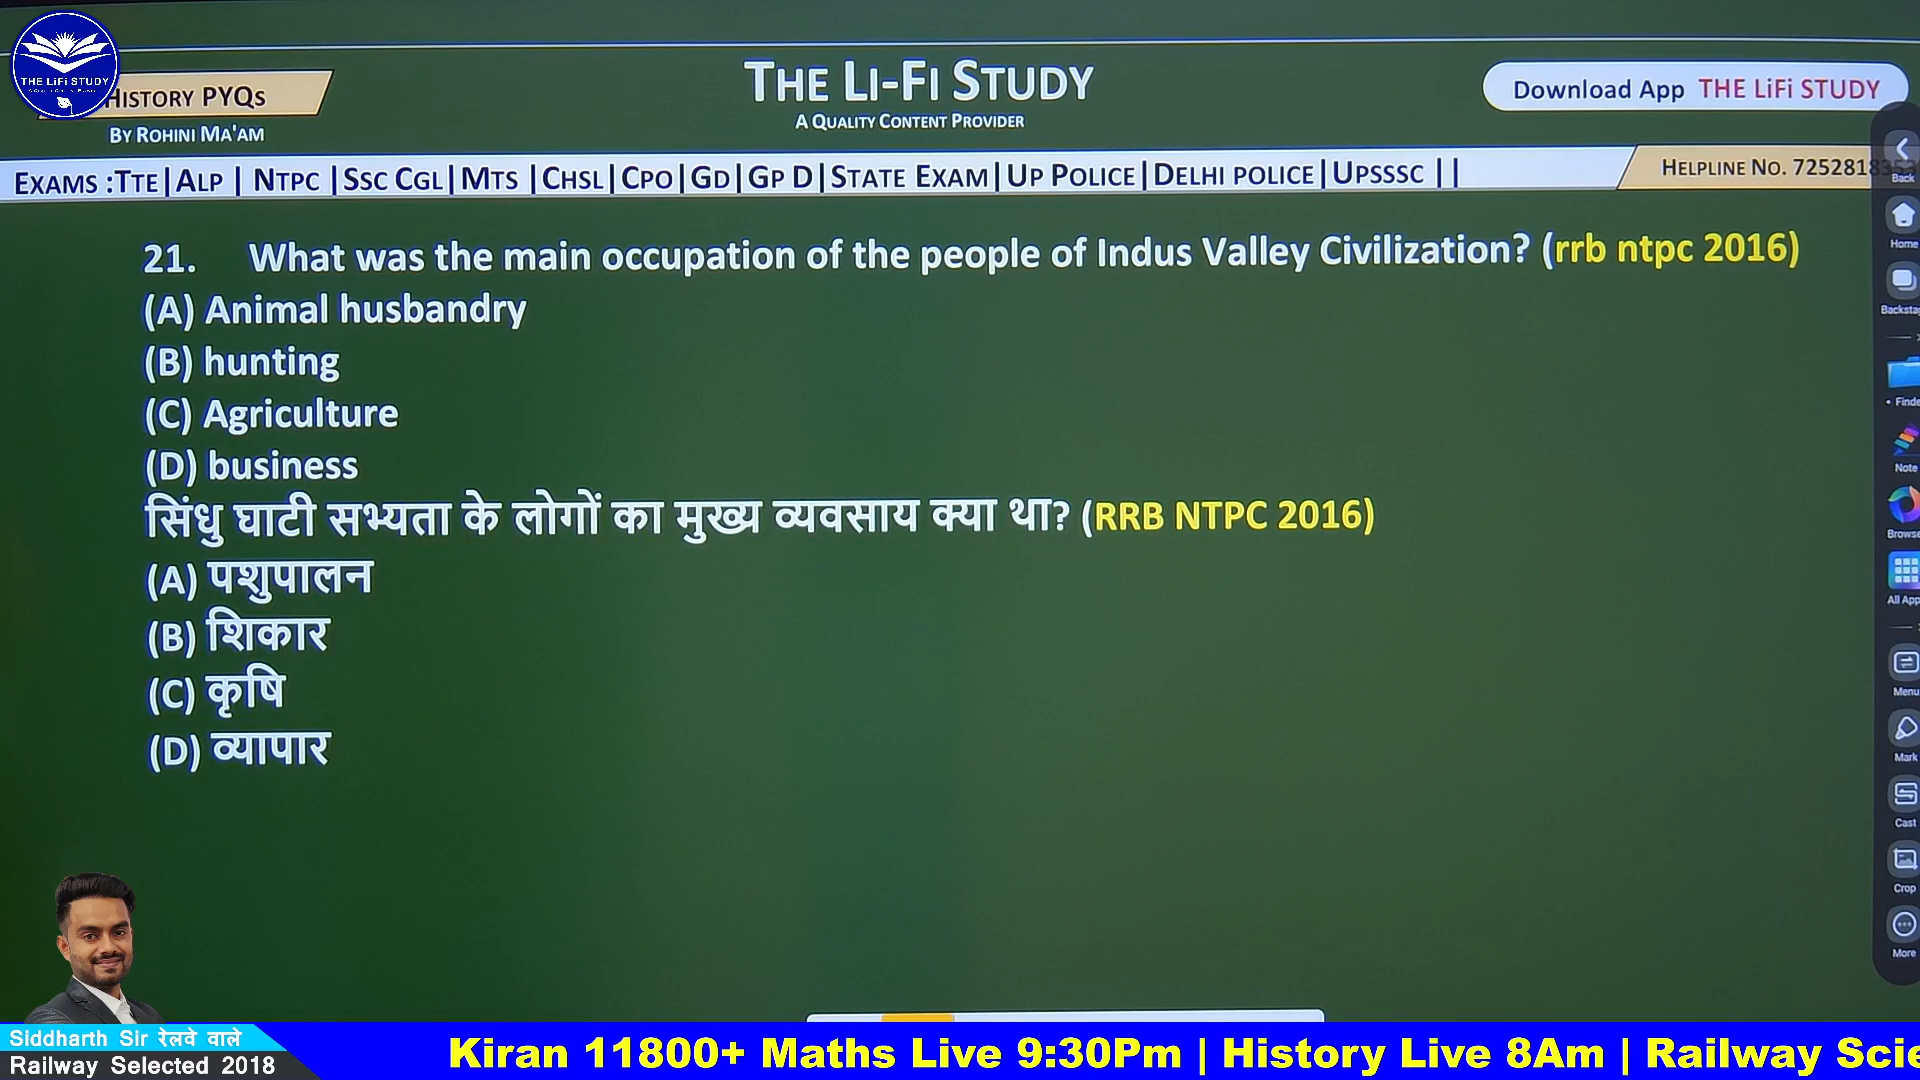 THE LiFi STUDY
HISTORY PYQS
BY ROHINI MA'AM
THE LI-FI STUDY
A QUALITY CONTENT PROVIDER
Download App THE LiFi STUDY
EXAMS :TTE|ALP | NTPC |SSC CGL|MTS |CHSL|CPO|GD|GP D|STATE EXAM|UP POLICE|DELHI POLICE|UPSSSC ||
HELPLINE NO. 725281
21. What was the main occupation of the people of Indus Valley Civilization? (rrb ntpc 2016)
(A) Animal husbandry
(B) hunting
(C) Agriculture
(D) business
सिंधु घाटी सभ्यता के लोगों का मुख्य व्यवसाय क्या था? (RRB NTPC 2016)
(A) पशुपालन
(B) शिकार
(C) कृषि
(D) व्यापार
Back
Home
Backsta
Finde
Note
Browse
All App
Menu
Mark
Cast
Crop
More
Siddharth Sir रेलवे वाले
Railway Selected 2018
Kiran 11800+ Maths Live 9:30Pm | History Live 8Am | Railway Scie